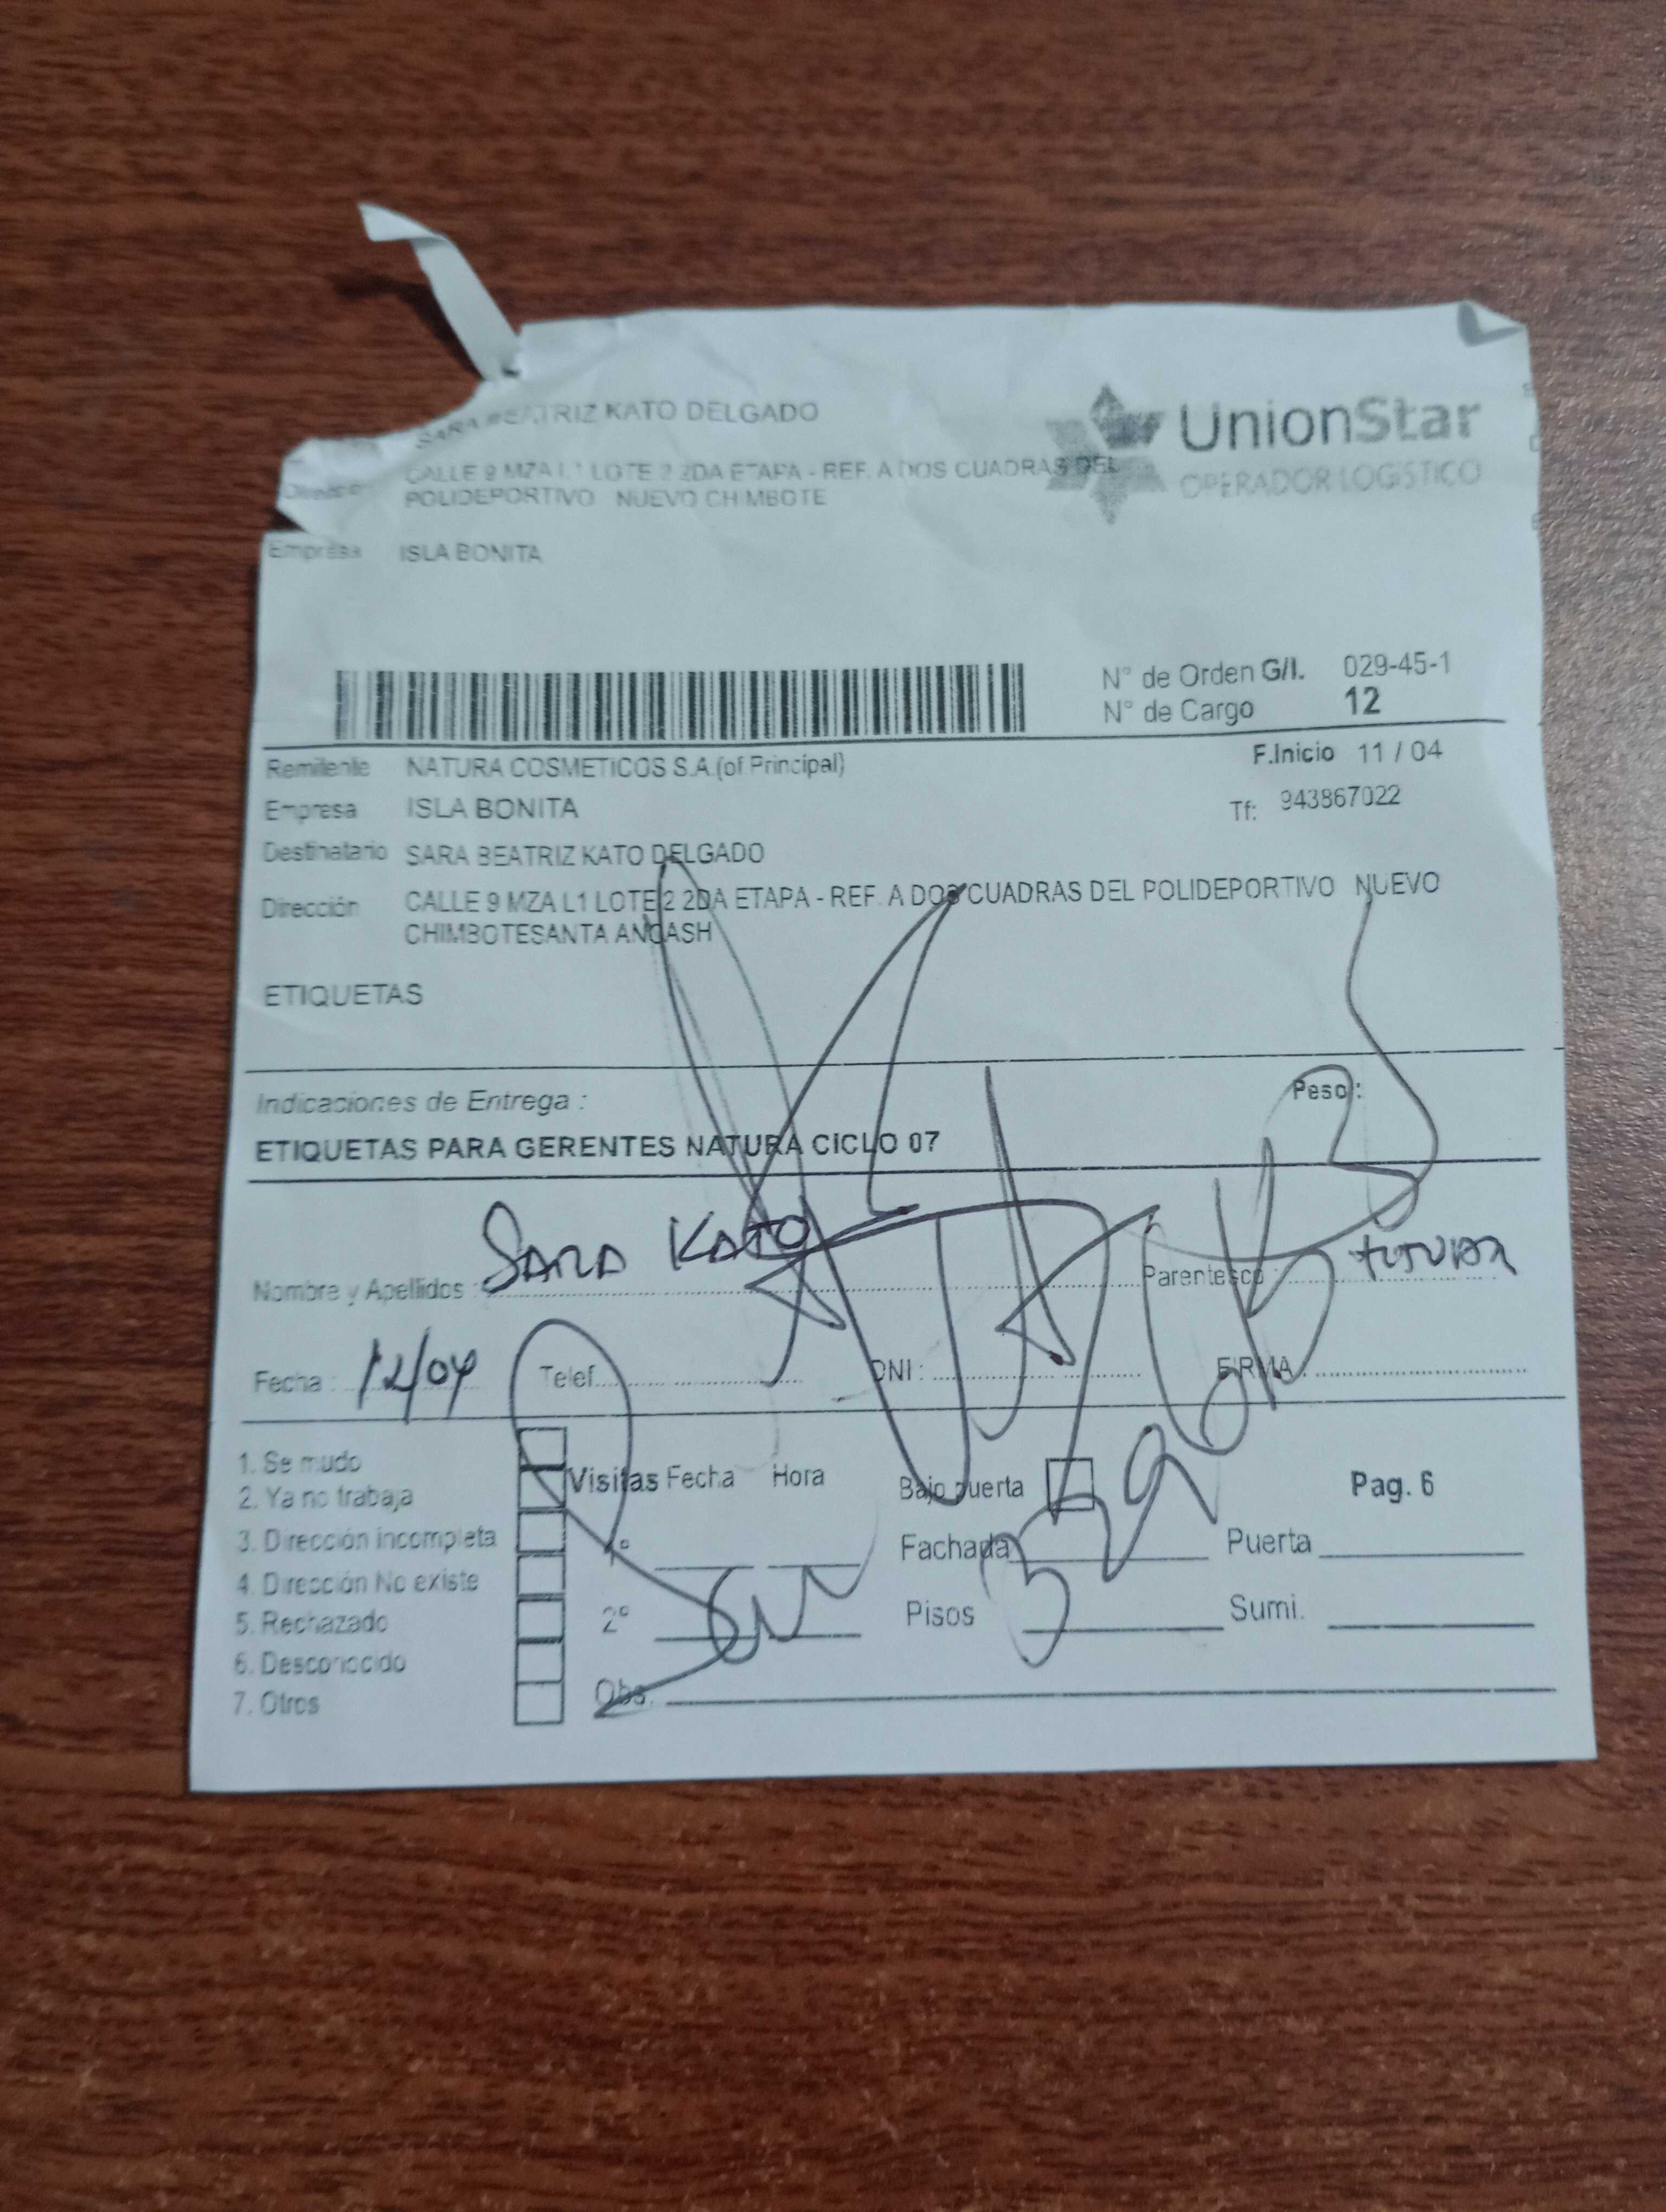 SARA BEATRIZ KATO DELGADO
UnionStar
OPERADOR LOGISTICO
Dirección CALLE 9 MZA L1 LOTE 2 2DA ETAPA - REF. A DOS CUADRAS DEL
POLIDEPORTIVO NUEVO CHIMBOTE
Empresa ISLA BONITA
N° de Orden G/I. 029-45-1
N° de Cargo 12
F.Inicio 11 / 04
Remitente NATURA COSMETICOS S.A.(of.Principal)
Empresa ISLA BONITA Tf: 943867022
Destinatario SARA BEATRIZ KATO DELGADO
Dirección CALLE 9 MZA L1 LOTE 2 2DA ETAPA - REF. A DOS CUADRAS DEL POLIDEPORTIVO NUEVO
CHIMBOTESANTA ANCASH
ETIQUETAS
Indicaciones de Entrega : Peso :
ETIQUETAS PARA GERENTES NATURA CICLO 07
Nombre y Apellidos : SARA KATO Parentesco :
Fecha : 12/04 Telef. DNI : FIRMA
1. Se mudo
2. Ya no trabaja
3. Dirección incompleta
4. Dirección No existe
5. Rechazado
6. Desconocido
7. Otros
Visitas Fecha Hora Bajo puerta Pag. 6
1° Fachada Puerta
2° Pisos Sumi.
Obs.